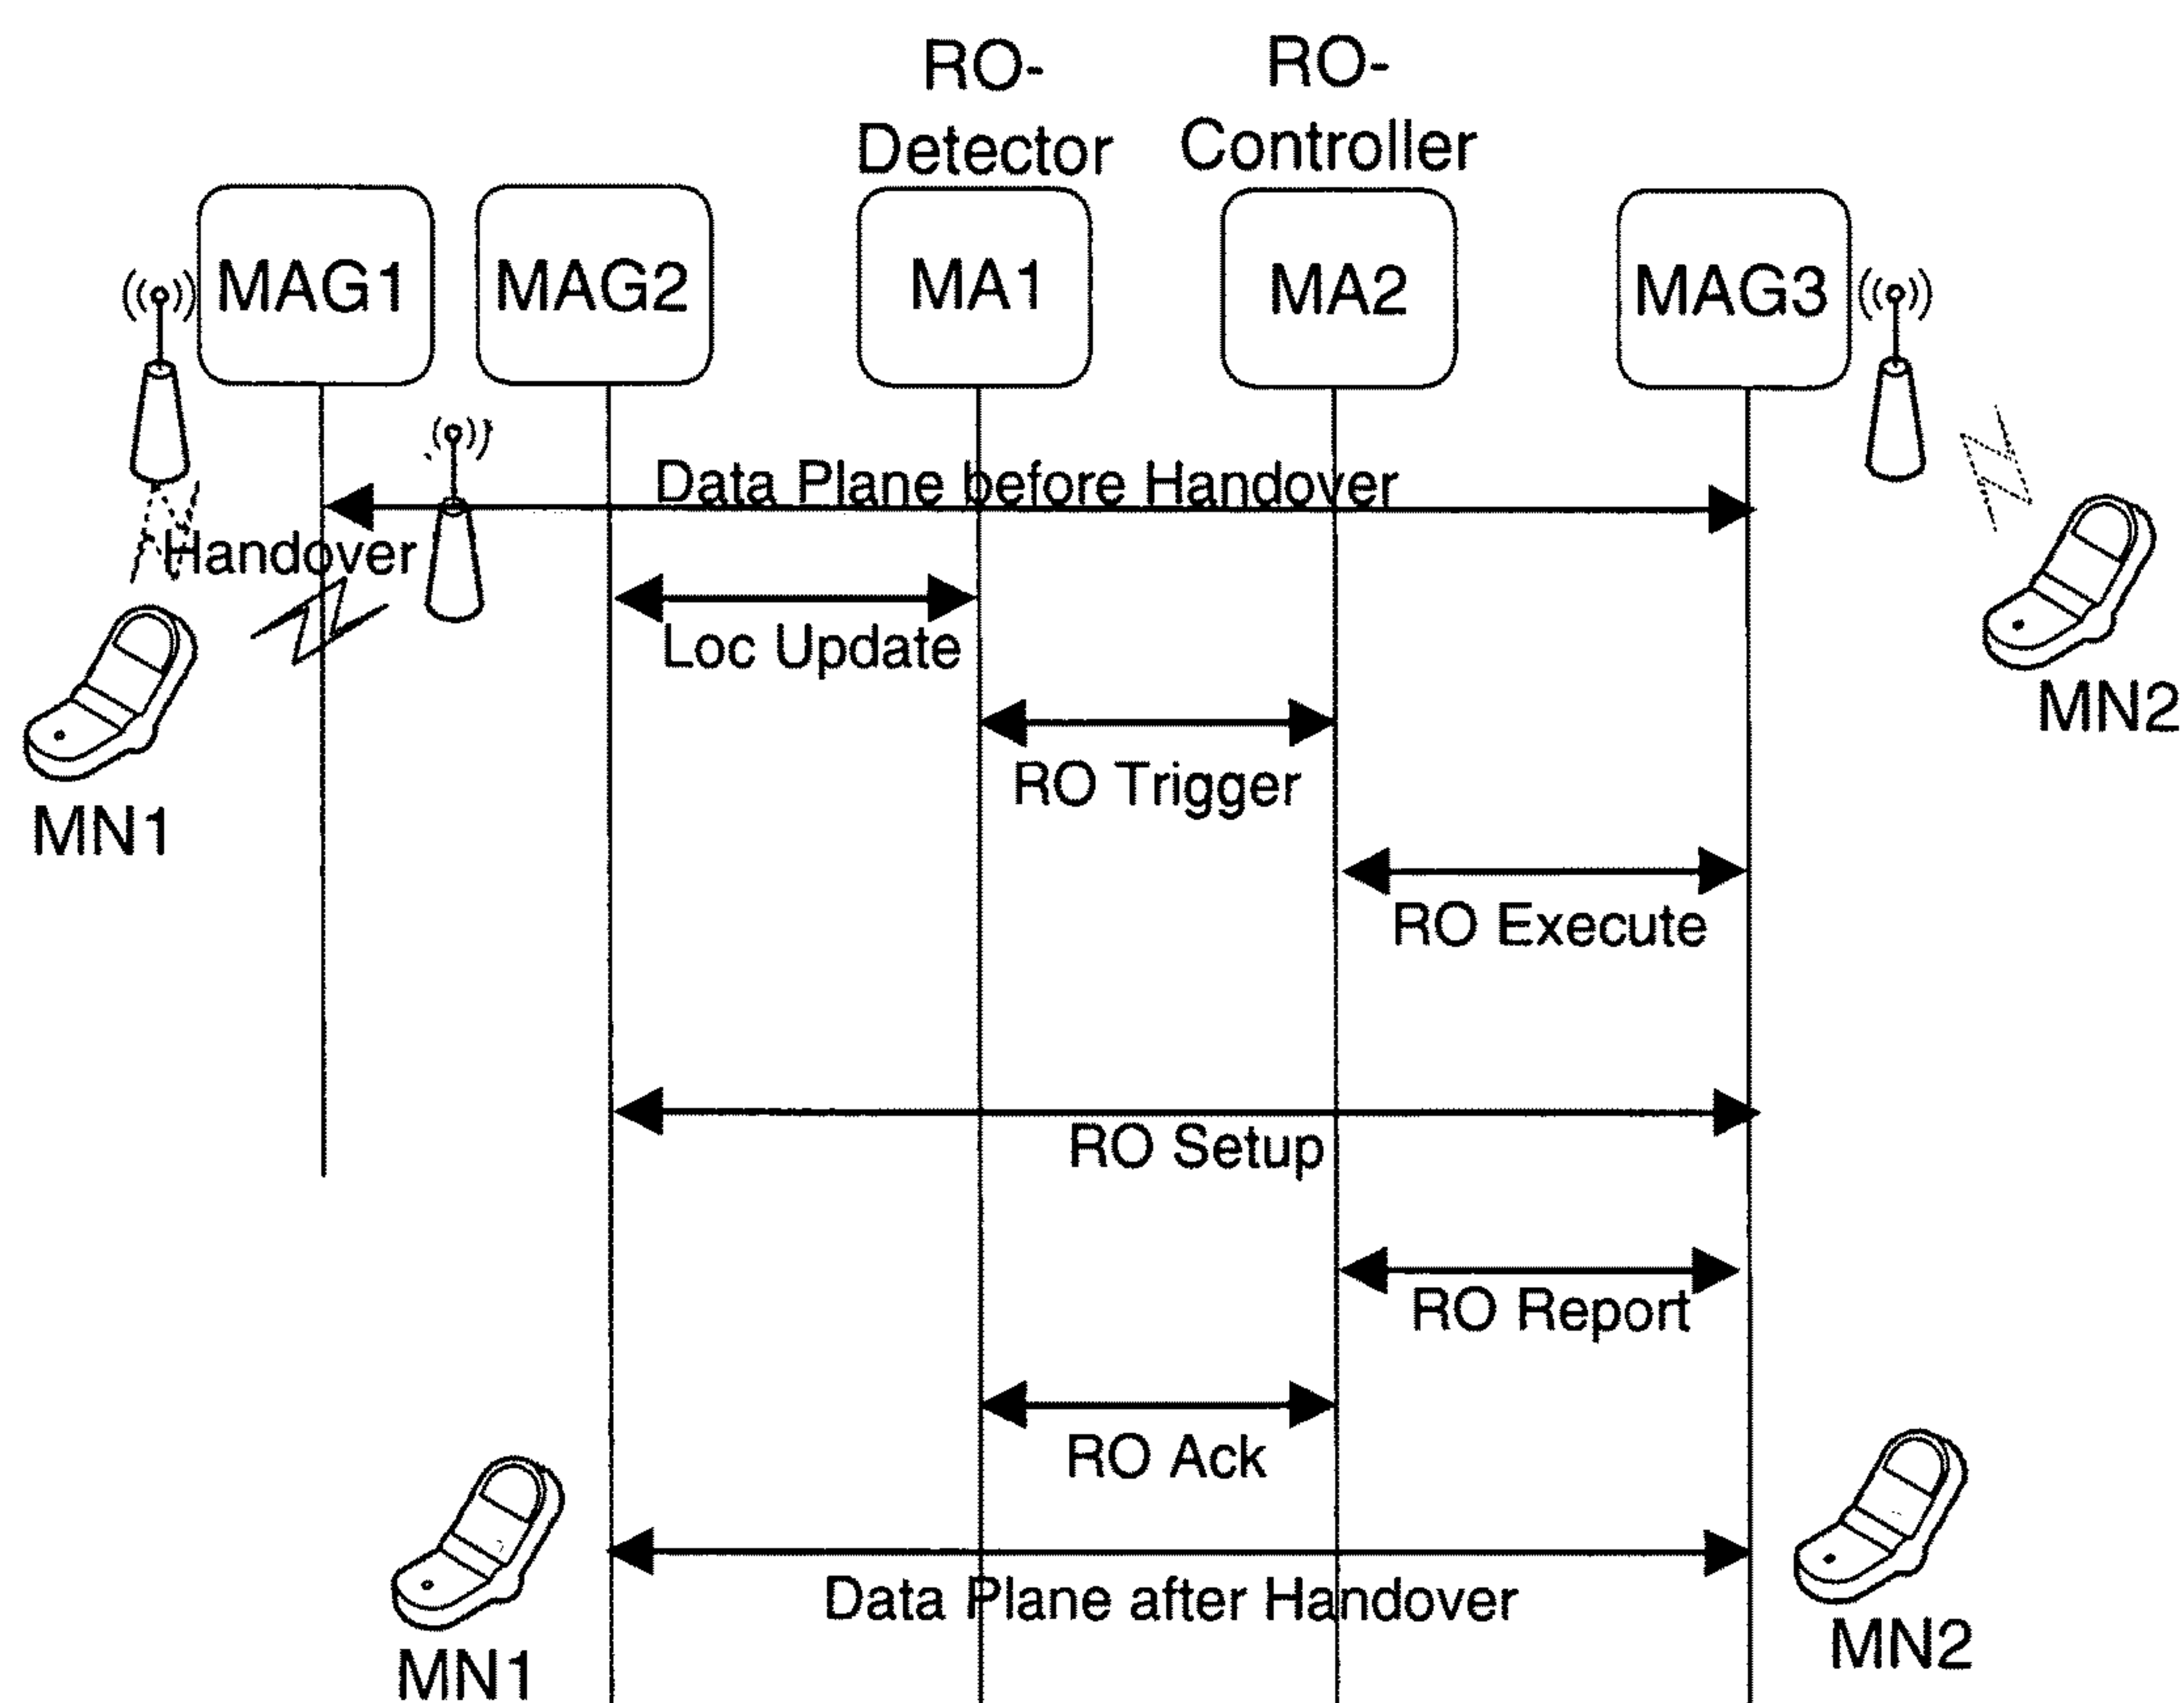 RO-
Detector
RO-
Controller
MAG1
MAG2
MA1
MA2
MAG3
Data Plane before Handover
Handover
Loc Update
MN2
RO Trigger
MN1
RO Execute
RO Setup
RO Report
RO Ack
Data Plane after Handover
MN1
MN2